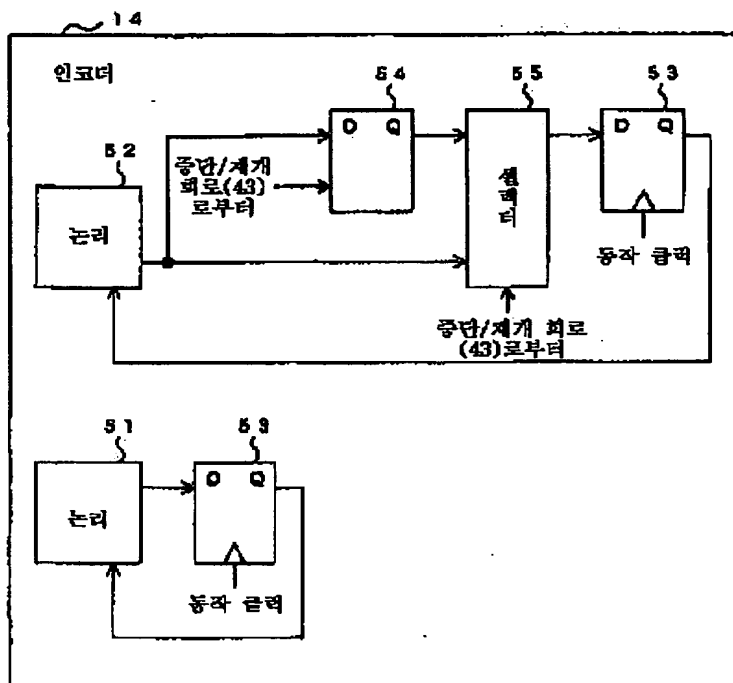 14
인코더
54
55
53
D Q
D Q
52
중단/재개
회로(43)
로부터
셀렉터
논리
동작 클럭
중단/재개 회로
(43)로부터
51
53
논리
D Q
동작 클럭